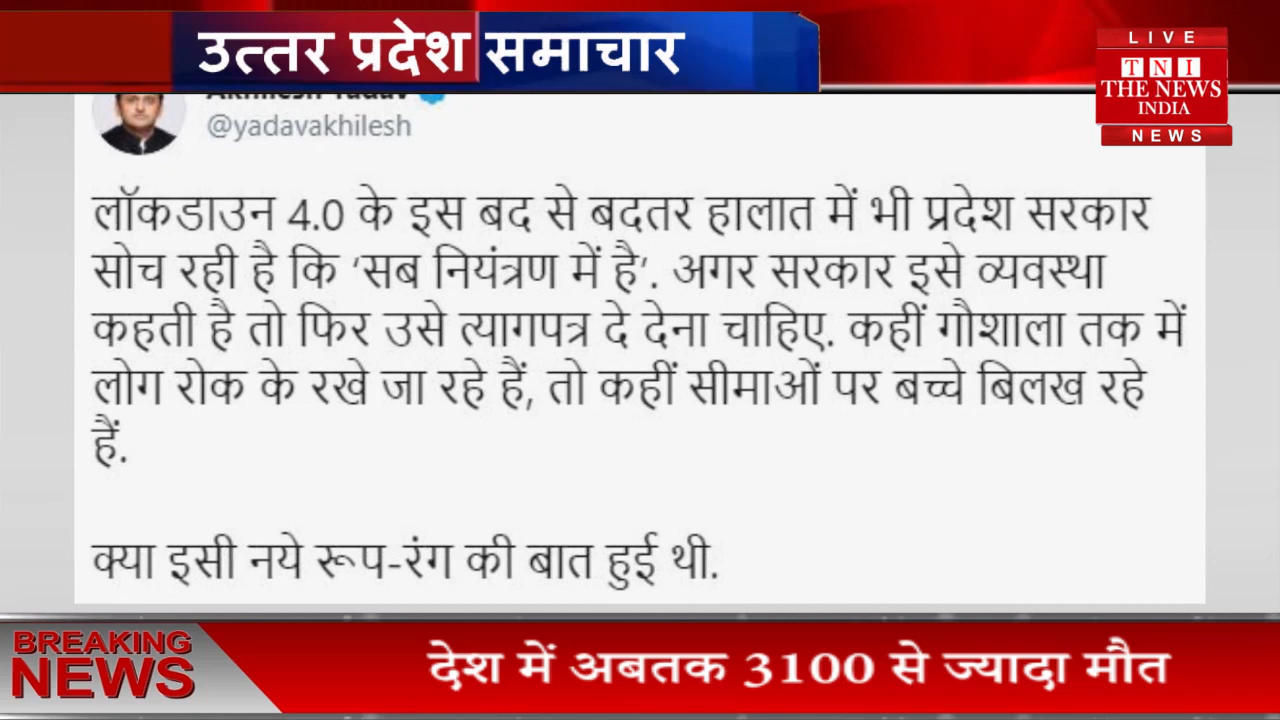 उत्तर प्रदेश समाचार
LIVE
TNI
THE NEWS
INDIA
NEWS
Akhilesh Yadav
@yadavakhilesh
लॉकडाउन 4.0 के इस बद से बदतर हालात में भी प्रदेश सरकार
सोच रही है कि ‘सब नियंत्रण में है’. अगर सरकार इसे व्यवस्था
कहती है तो फिर उसे त्यागपत्र दे देना चाहिए. कहीं गौशाला तक में
लोग रोक के रखे जा रहे हैं, तो कहीं सीमाओं पर बच्चे बिलख रहे
हैं.
क्या इसी नये रूप-रंग की बात हुई थी.
BREAKING
NEWS
देश में अबतक 3100 से ज्यादा मौत